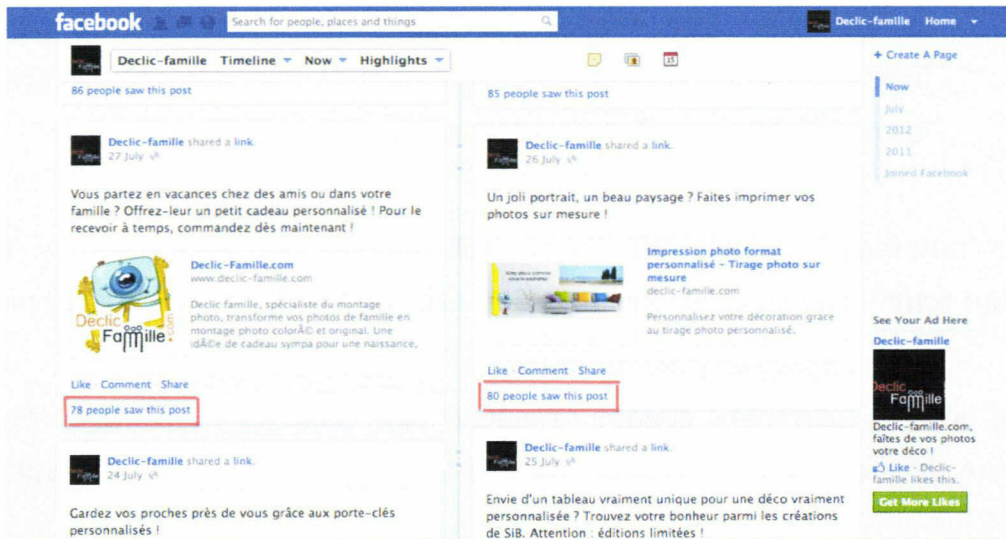 facebook
Search for people, places and things
Declic-famille Home
Declic-famille Timeline Now Highlights
15
+ Create A Page
Now
July
2012
2011
Joined Facebook
86 people saw this post
Declic-famille shared a link.
27 July
Vous partez en vacances chez des amis ou dans votre
famille ? Offrez-leur un petit cadeau personnalisé ! Pour le
recevoir à temps, commandez dès maintenant !
Declic
Famille
.com
Declic-Famille.com
www.declic-famille.com
Declic famille, spécialiste du montage
photo, transforme vos photos de famille en
montage photo colorÃ© et original. Une
idÃ©e de cadeau sympa pour une naissance,
Like · Comment · Share
78 people saw this post
Declic-famille shared a link.
24 July
Gardez vos proches près de vous grâce aux porte-clés
personnalisés !
85 people saw this post
Declic-famille shared a link.
26 July
Un joli portrait, un beau paysage ? Faites imprimer vos
photos sur mesure !
Impression photo format
personnalisé - Tirage photo sur
mesure
declic-famille.com
Personnalisez votre décoration grace
au tirage photo personnalisé.
Like · Comment · Share
80 people saw this post
Declic-famille shared a link.
25 July
Envie d'un tableau vraiment unique pour une déco vraiment
personnalisée ? Trouvez votre bonheur parmi les créations
de SiB. Attention : éditions limitées !
See Your Ad Here
Declic-famille
Declic
Famille
Declic-famille.com,
faîtes de vos photos
votre déco !
Like · Declic-
famille likes this.
Get More Likes